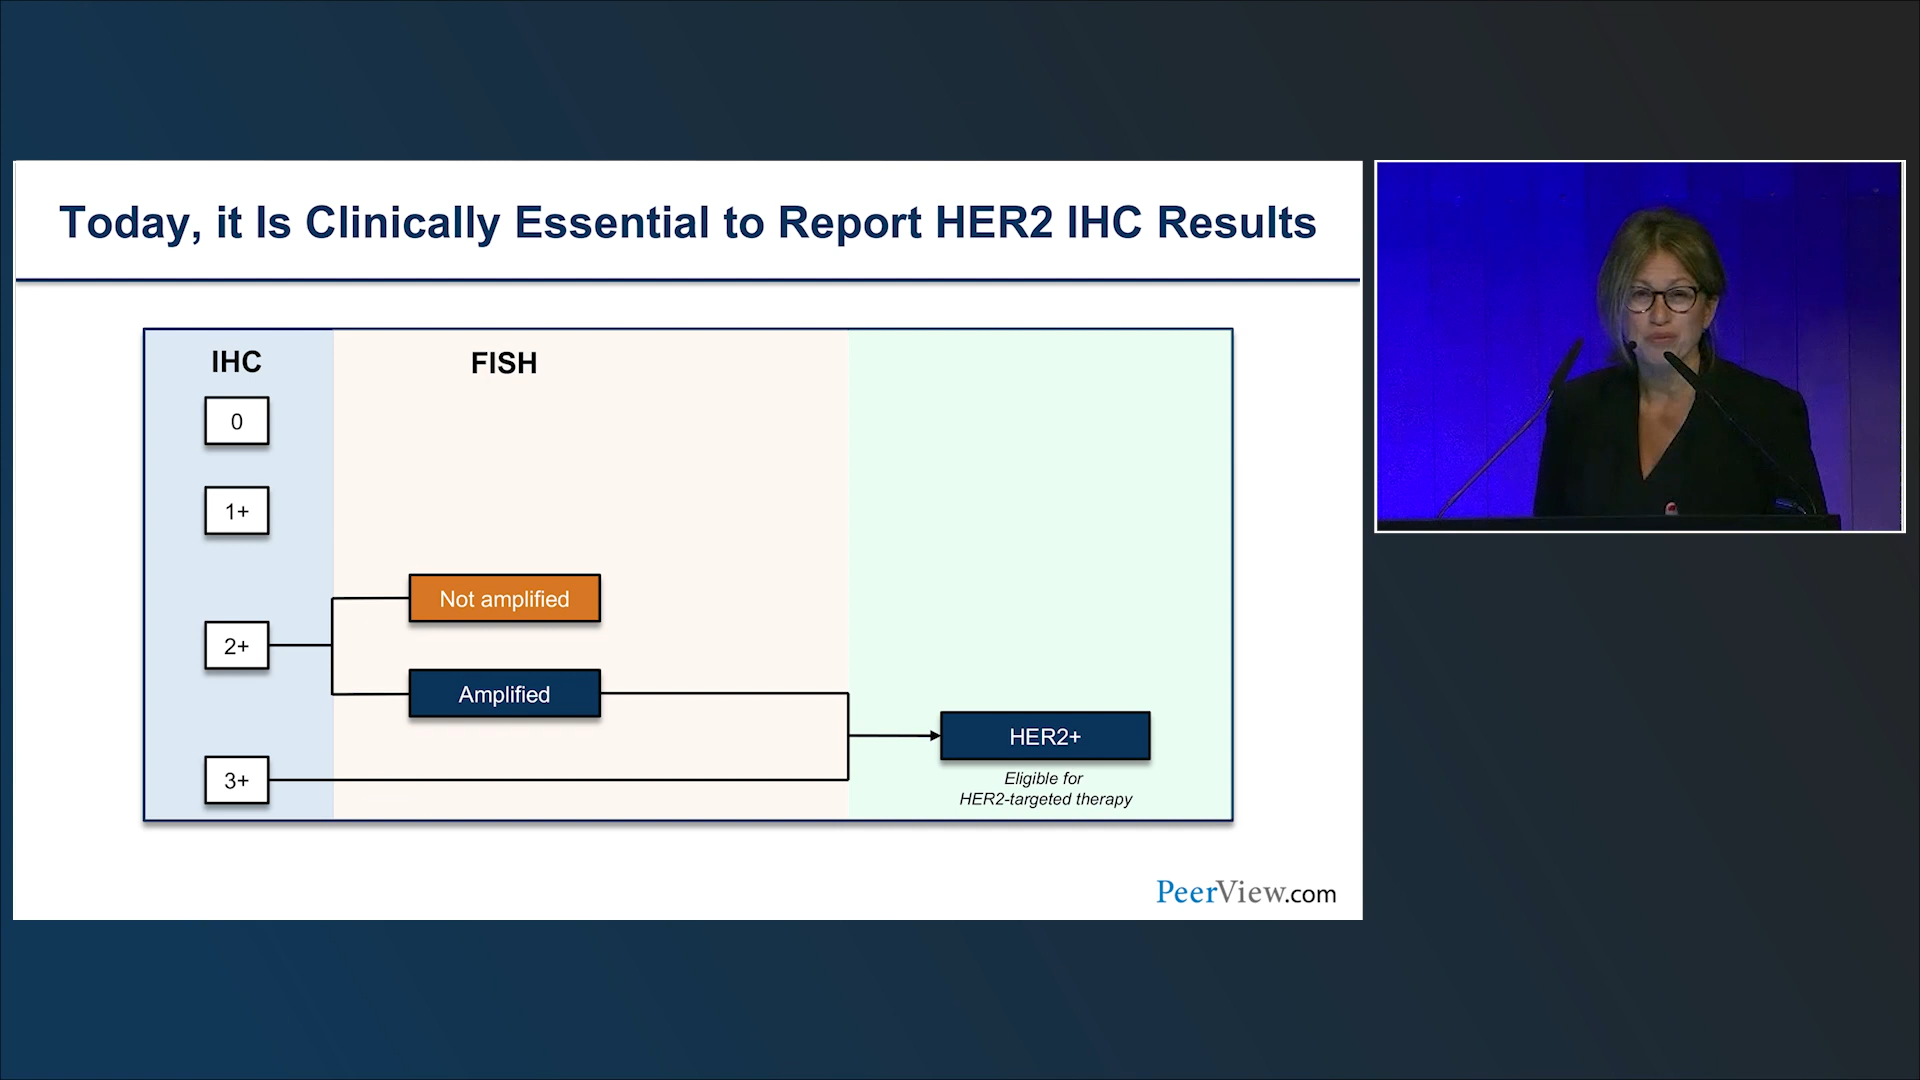 Today, it Is Clinically Essential to Report HER2 IHC Results
IHC
FISH
0
1+
Not amplified
2+
Amplified
HER2+
Eligible for
HER2-targeted therapy
3+
PeerView.com